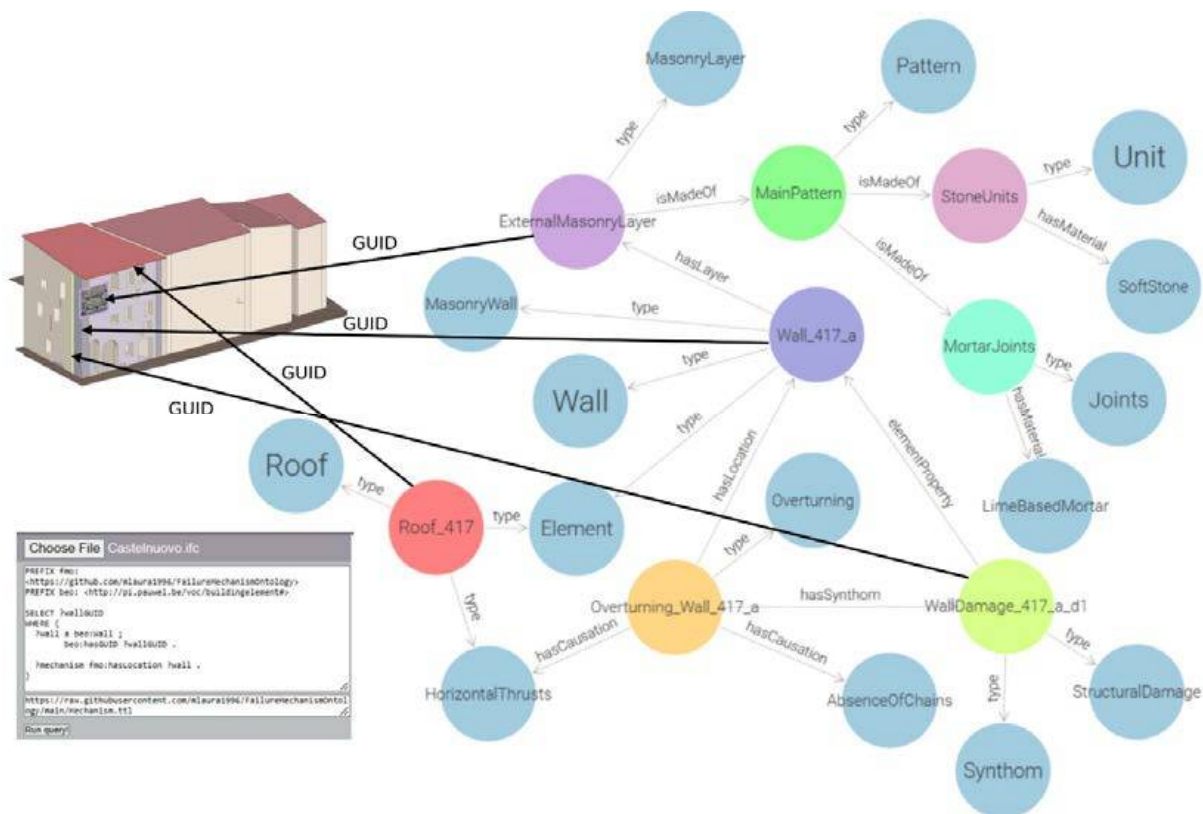 MasonryLayer
Pattern
type
type
Unit
type
isMadeOf
MainPattern
isMadeOf
StoneUnits
ExternalMasonryLayer
GUID
hasMaterial
isMadeOf
SoftStone
hasLayer
MasonryWall
type
GUID
Wall_417_a
MortarJoints
type
GUID
type
Joints
Wall
GUID
type
hasMaterial
hasLocation
elementProperty
Roof
Overturning
LimeBasedMortar
type
Roof_417
type
Element
type
Choose File Castelnuovo.ifc
PREFIX fmo:
<https://github.com/mlaura1996/FailureMechanismOntology>
PREFIX beo: <http://pi.pauwel.be/voc/buildingelement#>
SELECT ?wallGUID
WHERE {
?wall a beo:Wall ;
beo:hasGUID ?wallGUID .
?mechanism fmo:hasLocation ?wall .
}
https://raw.githubusercontent.com/mlaura1996/FailureMechanismOntol
ogy/main/Mechanism.ttl
Run query!
type
Overturning_Wall_417_a
hasSynthom
WallDamage_417_a_d1
hasCausation
hasCausation
type
type
HorizontalThrusts
AbsenceOfChains
StructuralDamage
Synthom